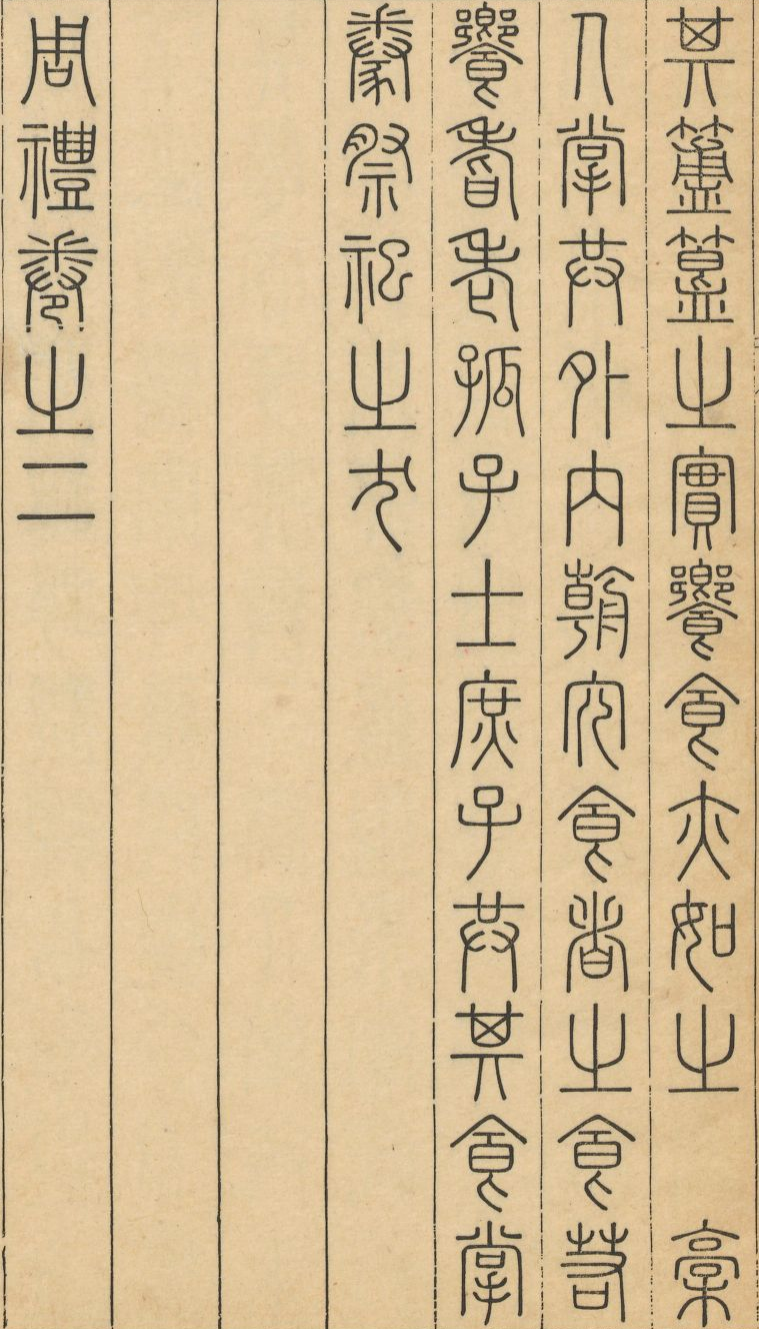 其簠簋之實饗食亦如之　槀
人掌共外內朝宂食者之食若
饗耆老孤子士庶子共其食掌
豢祭祀之犬
周禮卷之二